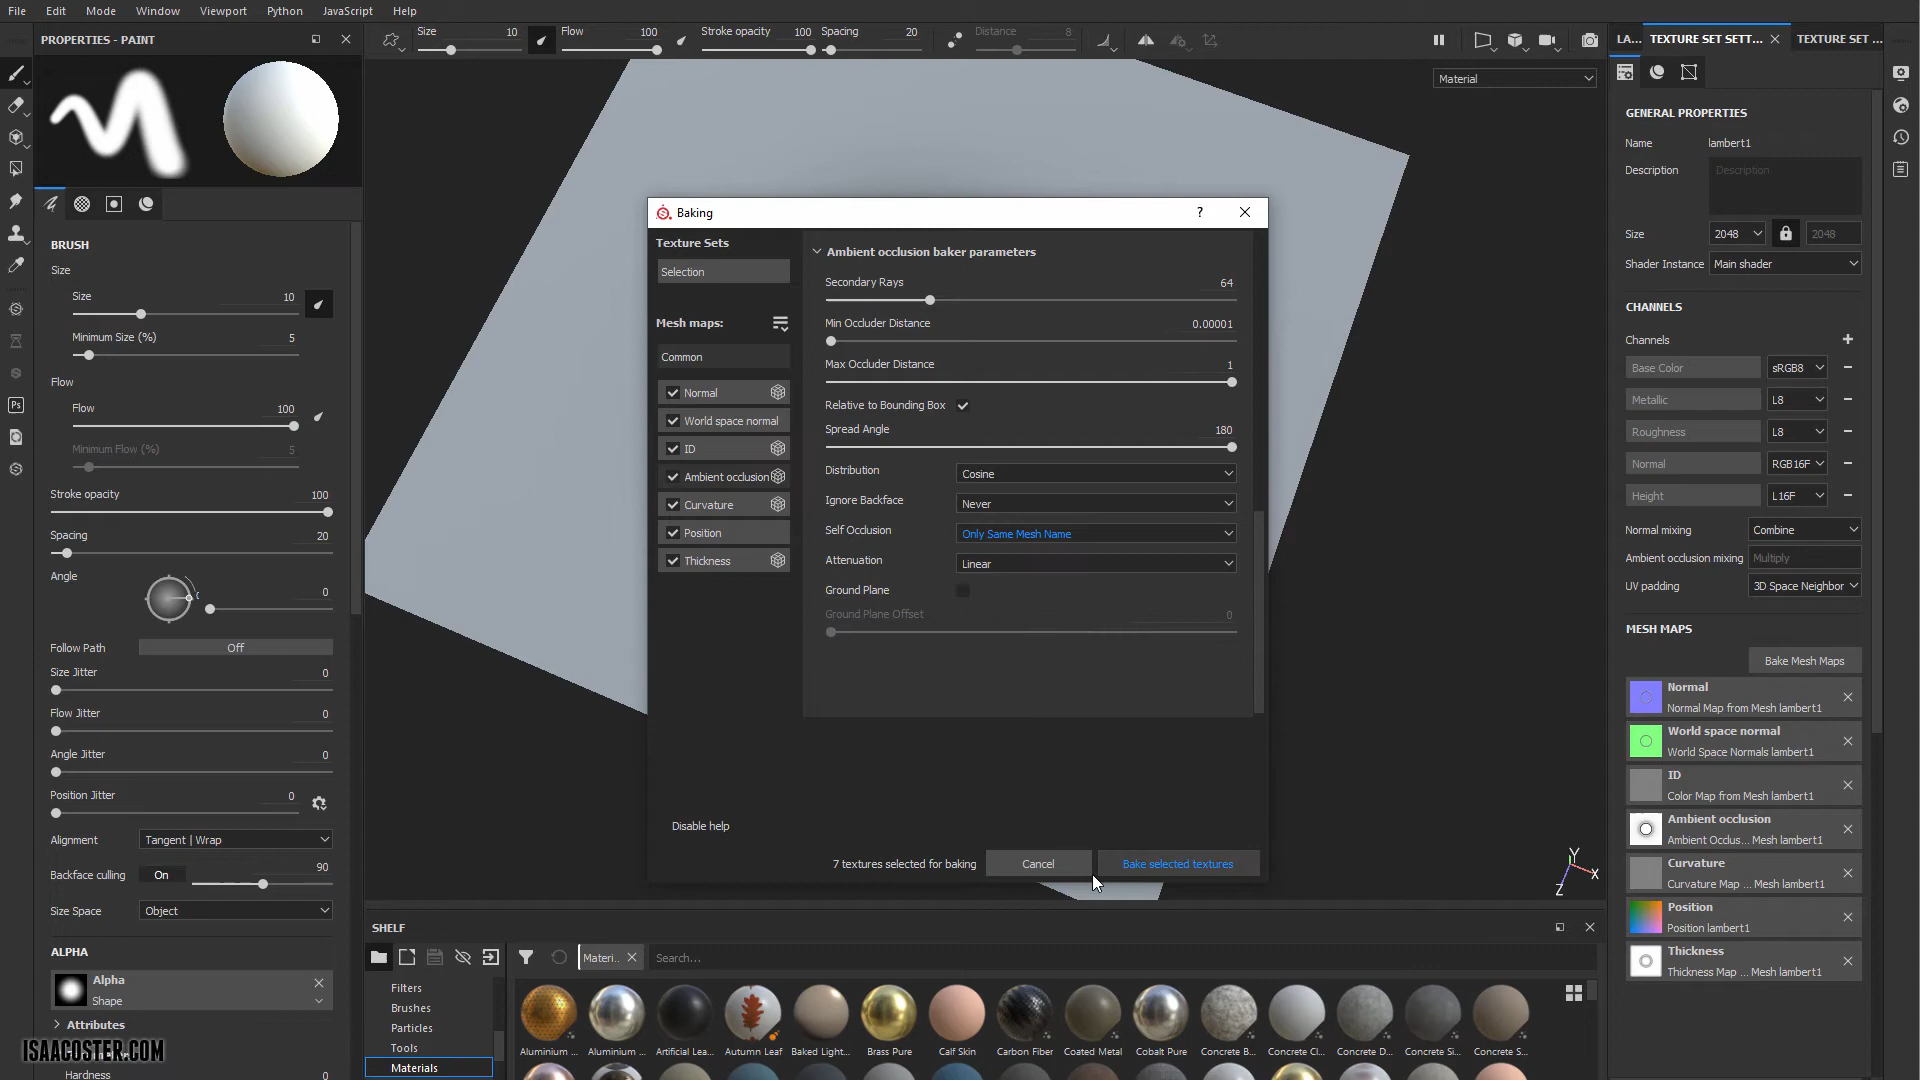 File Edit Mode Window Viewport Python JavaScript Help
PROPERTIES - PAINT
BRUSH
Size
Size 10
Minimum Size (%) 5
Flow
Flow 100
Minimum Flow (%) 5
Stroke opacity 100
Spacing 20
Angle
0
Follow Path Off
Size Jitter 0
Flow Jitter 0
Angle Jitter 0
Position Jitter 0
Alignment Tangent | Wrap
Backface culling On 90
Size Space Object
ALPHA
Alpha
Shape
Attributes
ISAACOSTER.COM
Hardness 0
Ps
Size 10 Flow 100 Stroke opacity 100 Spacing 20 Distance 8
Material
Baking ?
Texture Sets
Selection
Mesh maps:
Common
Normal
World space normal
ID
Ambient occlusion
Curvature
Position
Thickness
Ambient occlusion baker parameters
Secondary Rays 64
Min Occluder Distance 0.00001
Max Occluder Distance 1
Relative to Bounding Box
Spread Angle 180
Distribution Cosine
Ignore Backface Never
Self Occlusion Only Same Mesh Name
Attenuation Linear
Ground Plane
Ground Plane Offset 0
Disable help
7 textures selected for baking Cancel Bake selected textures
Y
X
Z
SHELF
Materi.. Search...
Filters
Brushes
Particles
Tools
Materials
Aluminium ... Aluminium ... Artificial Lea... Autumn Leaf Baked Light... Brass Pure Calf Skin Carbon Fiber Coated Metal Cobalt Pure Concrete B... Concrete Cl... Concrete D... Concrete Si... Concrete S...
LA... TEXTURE SET SETT... TEXTURE SET ...
GENERAL PROPERTIES
Name lambert1
Description Description
Size 2048 2048
Shader Instance Main shader
CHANNELS
Channels
Base Color sRGB8
Metallic L8
Roughness L8
Normal RGB16F
Height L16F
Normal mixing Combine
Ambient occlusion mixing Multiply
UV padding 3D Space Neighbor
MESH MAPS
Bake Mesh Maps
Normal
Normal Map from Mesh lambert1
World space normal
World Space Normals lambert1
ID
Color Map from Mesh lambert1
Ambient occlusion
Ambient Occlus... Mesh lambert1
Curvature
Curvature Map ... Mesh lambert1
Position
Position lambert1
Thickness
Thickness Map ... Mesh lambert1